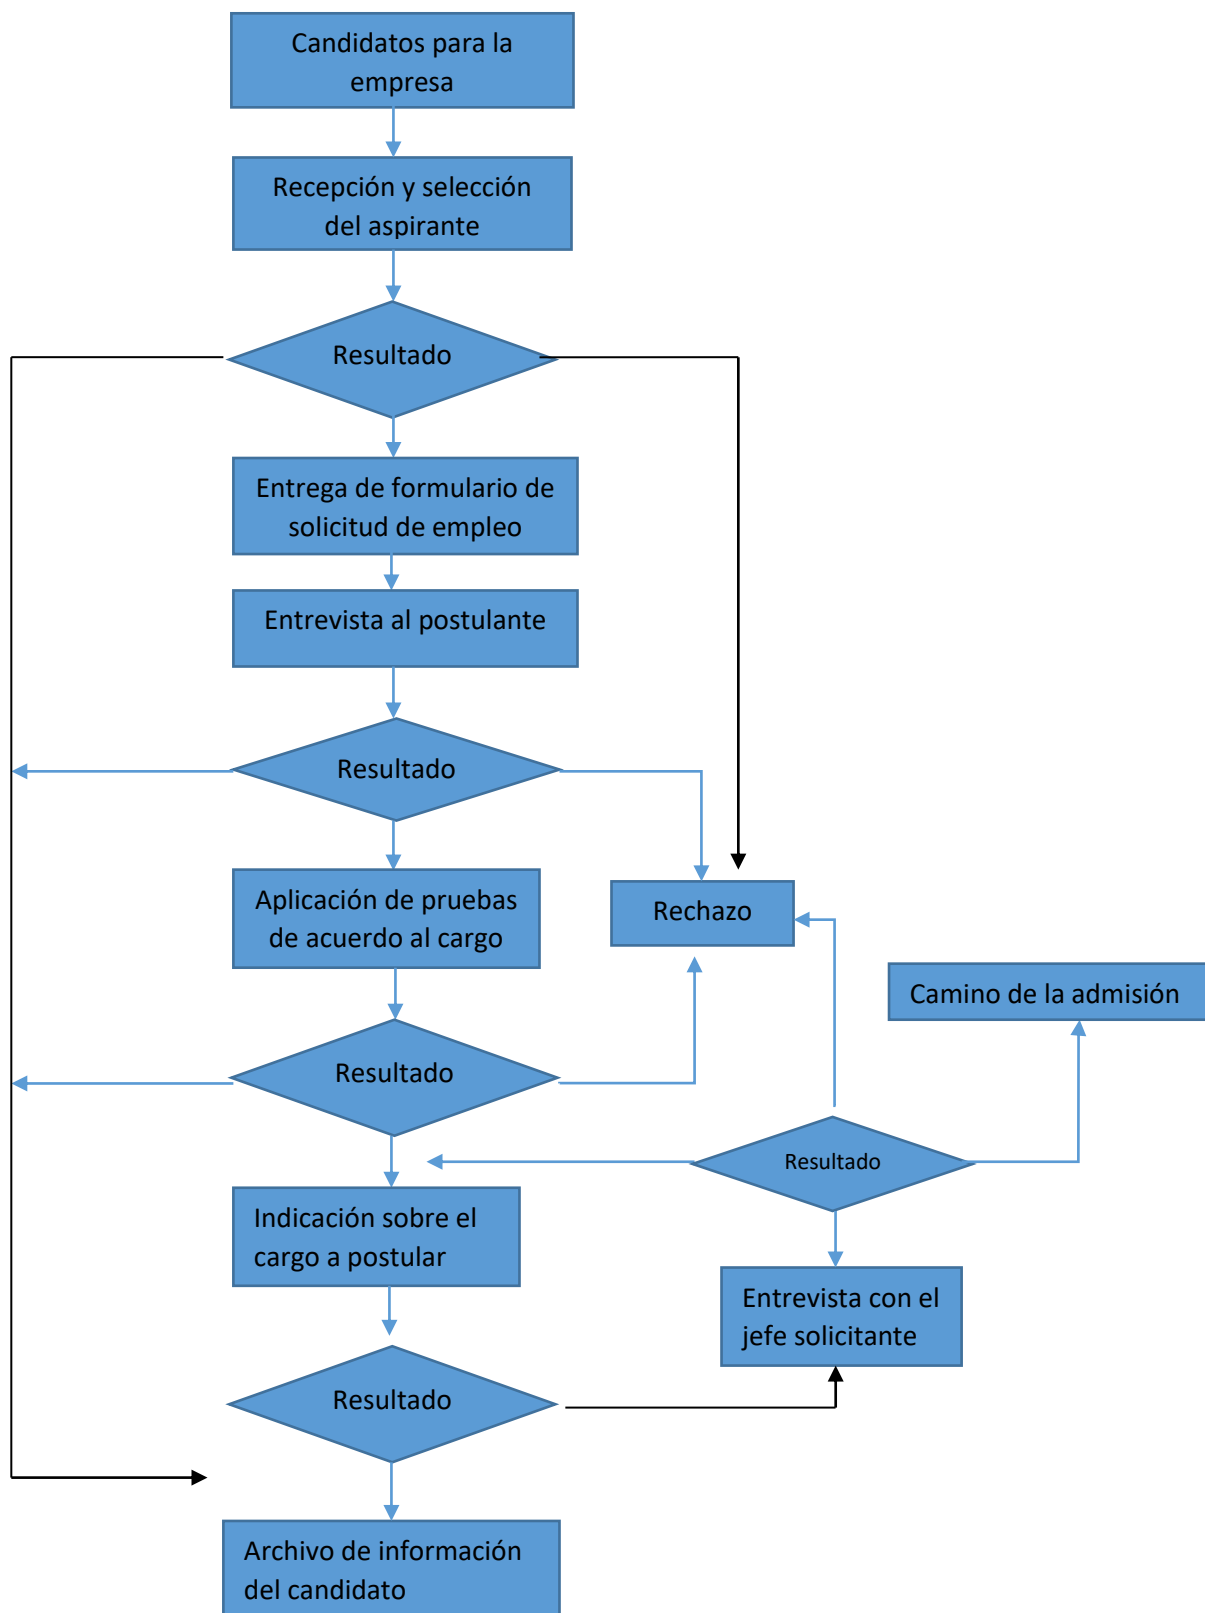 Candidatos para la
empresa
Recepción y selección
del aspirante
Resultado
Entrega de formulario de
solicitud de empleo
Entrevista al postulante
Resultado
Aplicación de pruebas
de acuerdo al cargo
Rechazo
Camino de la admisión
Resultado
Resultado
Indicación sobre el
cargo a postular
Entrevista con el
jefe solicitante
Resultado
Archivo de información
del candidato